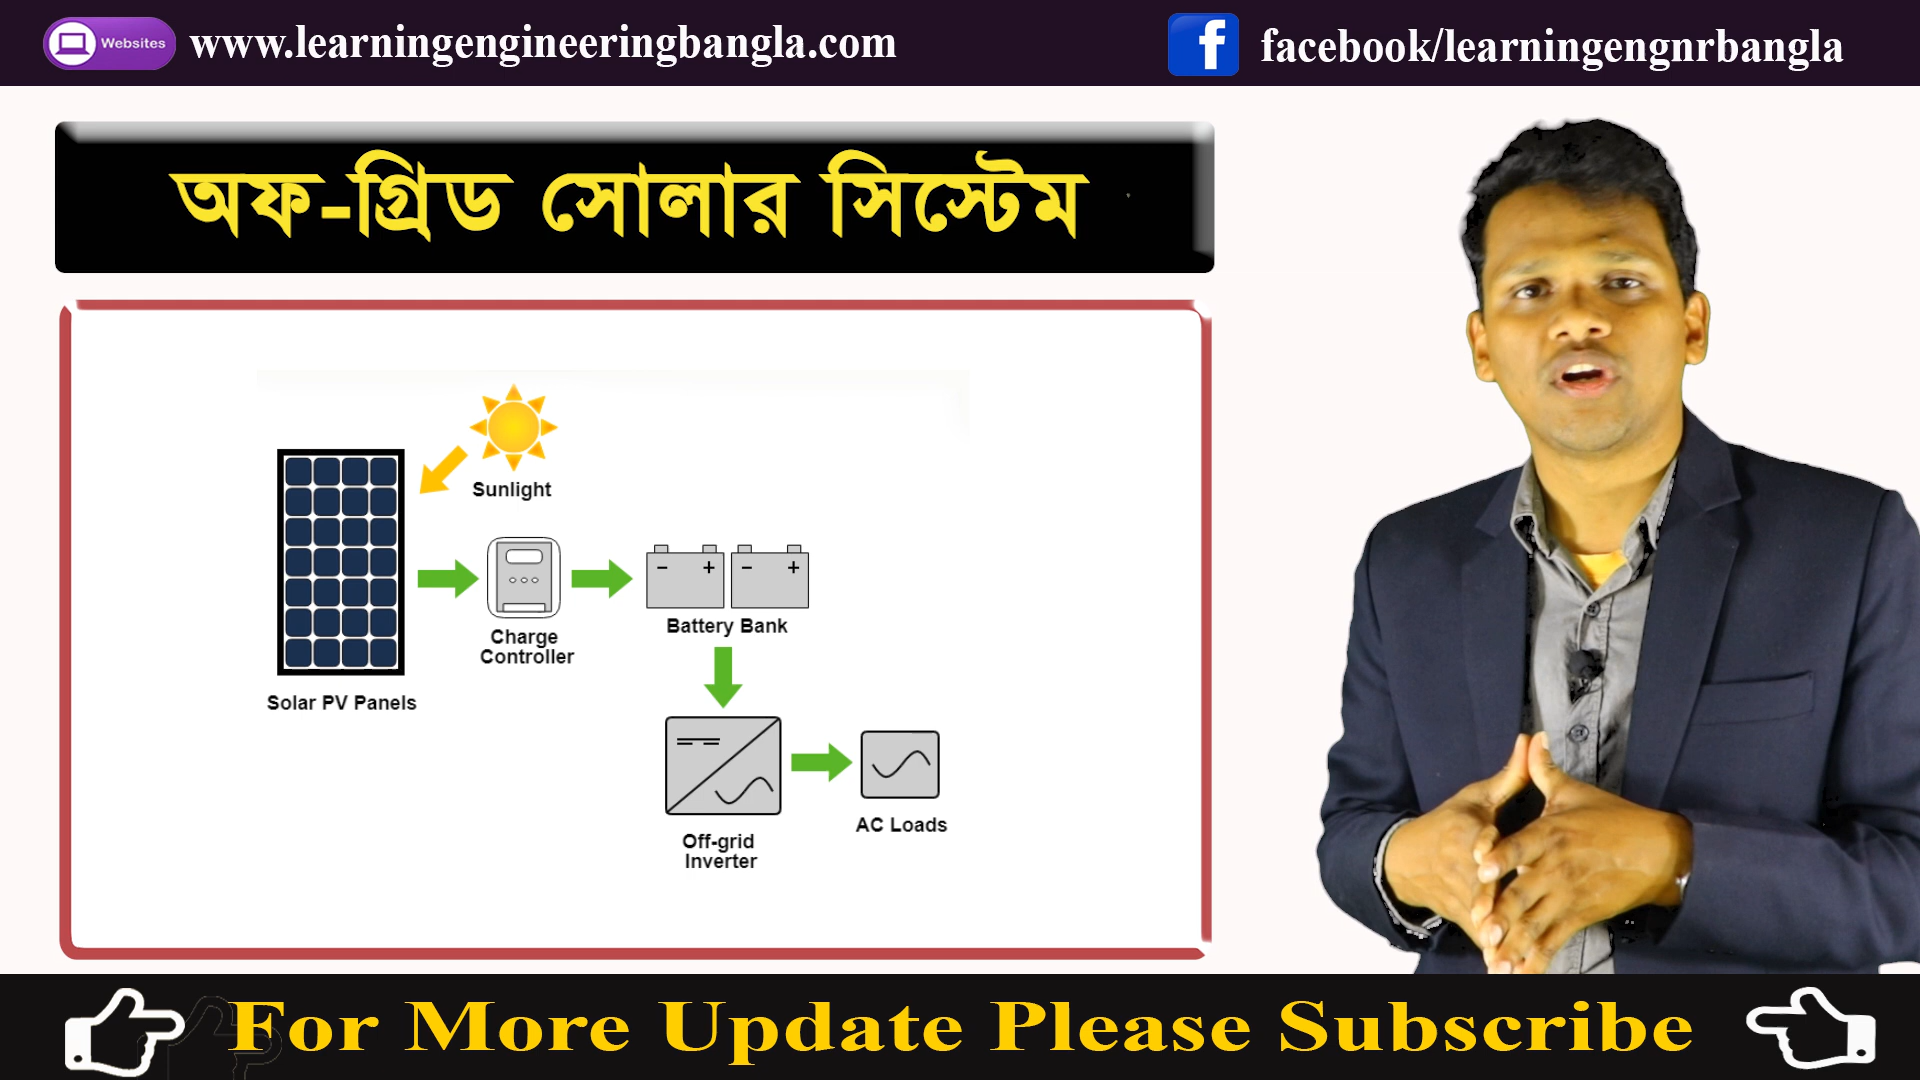 Websites
www.learningengineeringbangla.com
facebook/learningengnrbangla
অফ-গ্রিড সোলার সিস্টেম
Sunlight
Charge
Controller
Battery Bank
Solar PV Panels
Off-grid
Inverter
AC Loads
For More Update Please Subscribe